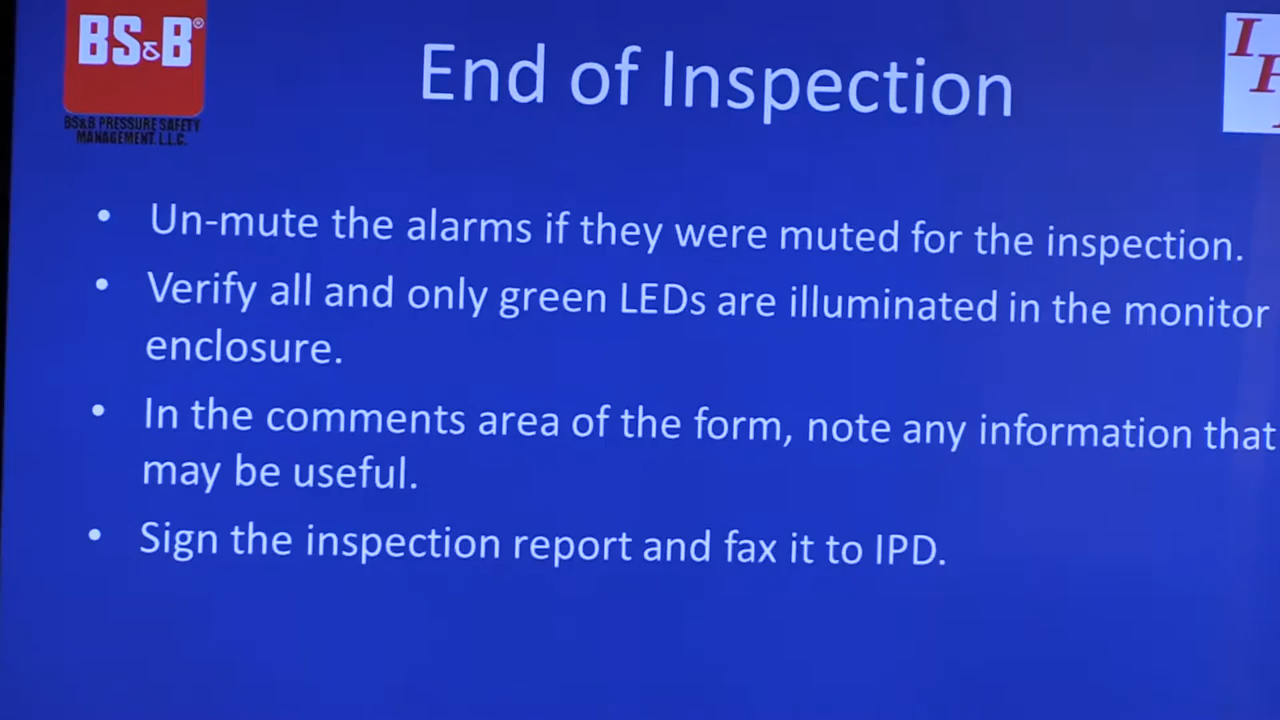 BS&B®
BS&B PRESSURE SAFETY
MANAGEMENT, L.L.C.
End of Inspection
I
P
• Un-mute the alarms if they were muted for the inspection.
• Verify all and only green LEDs are illuminated in the monitor
enclosure.
• In the comments area of the form, note any information that
may be useful.
• Sign the inspection report and fax it to IPD.